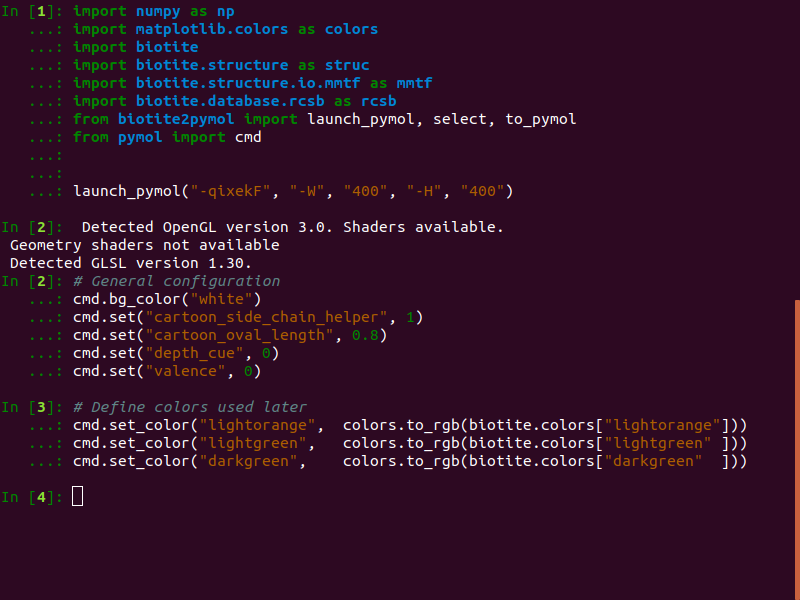 In [1]: import numpy as np
   ...: import matplotlib.colors as colors
   ...: import biotite
   ...: import biotite.structure as struc
   ...: import biotite.structure.io.mmtf as mmtf
   ...: import biotite.database.rcsb as rcsb
   ...: from biotite2pymol import launch_pymol, select, to_pymol
   ...: from pymol import cmd
   ...:
   ...:
   ...: launch_pymol("-qixekF", "-W", "400", "-H", "400")

In [2]:  Detected OpenGL version 3.0. Shaders available.
 Geometry shaders not available
 Detected GLSL version 1.30.
In [2]: # General configuration
   ...: cmd.bg_color("white")
   ...: cmd.set("cartoon_side_chain_helper", 1)
   ...: cmd.set("cartoon_oval_length", 0.8)
   ...: cmd.set("depth_cue", 0)
   ...: cmd.set("valence", 0)

In [3]: # Define colors used later
   ...: cmd.set_color("lightorange",  colors.to_rgb(biotite.colors["lightorange"]))
   ...: cmd.set_color("lightgreen",   colors.to_rgb(biotite.colors["lightgreen" ]))
   ...: cmd.set_color("darkgreen",    colors.to_rgb(biotite.colors["darkgreen"  ]))

In [4]: